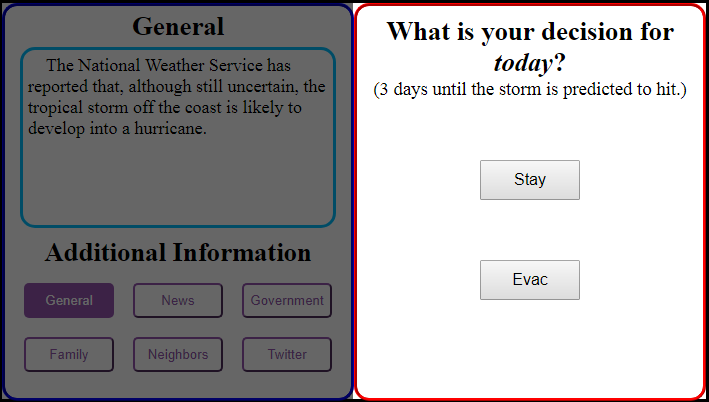 General
The National Weather Service has
reported that, although still uncertain, the
tropical storm off the coast is likely to
develop into a hurricane.
Additional Information
General News Government
Family Neighbors Twitter
What is your decision for
today?
(3 days until the storm is predicted to hit.)
Stay
Evac